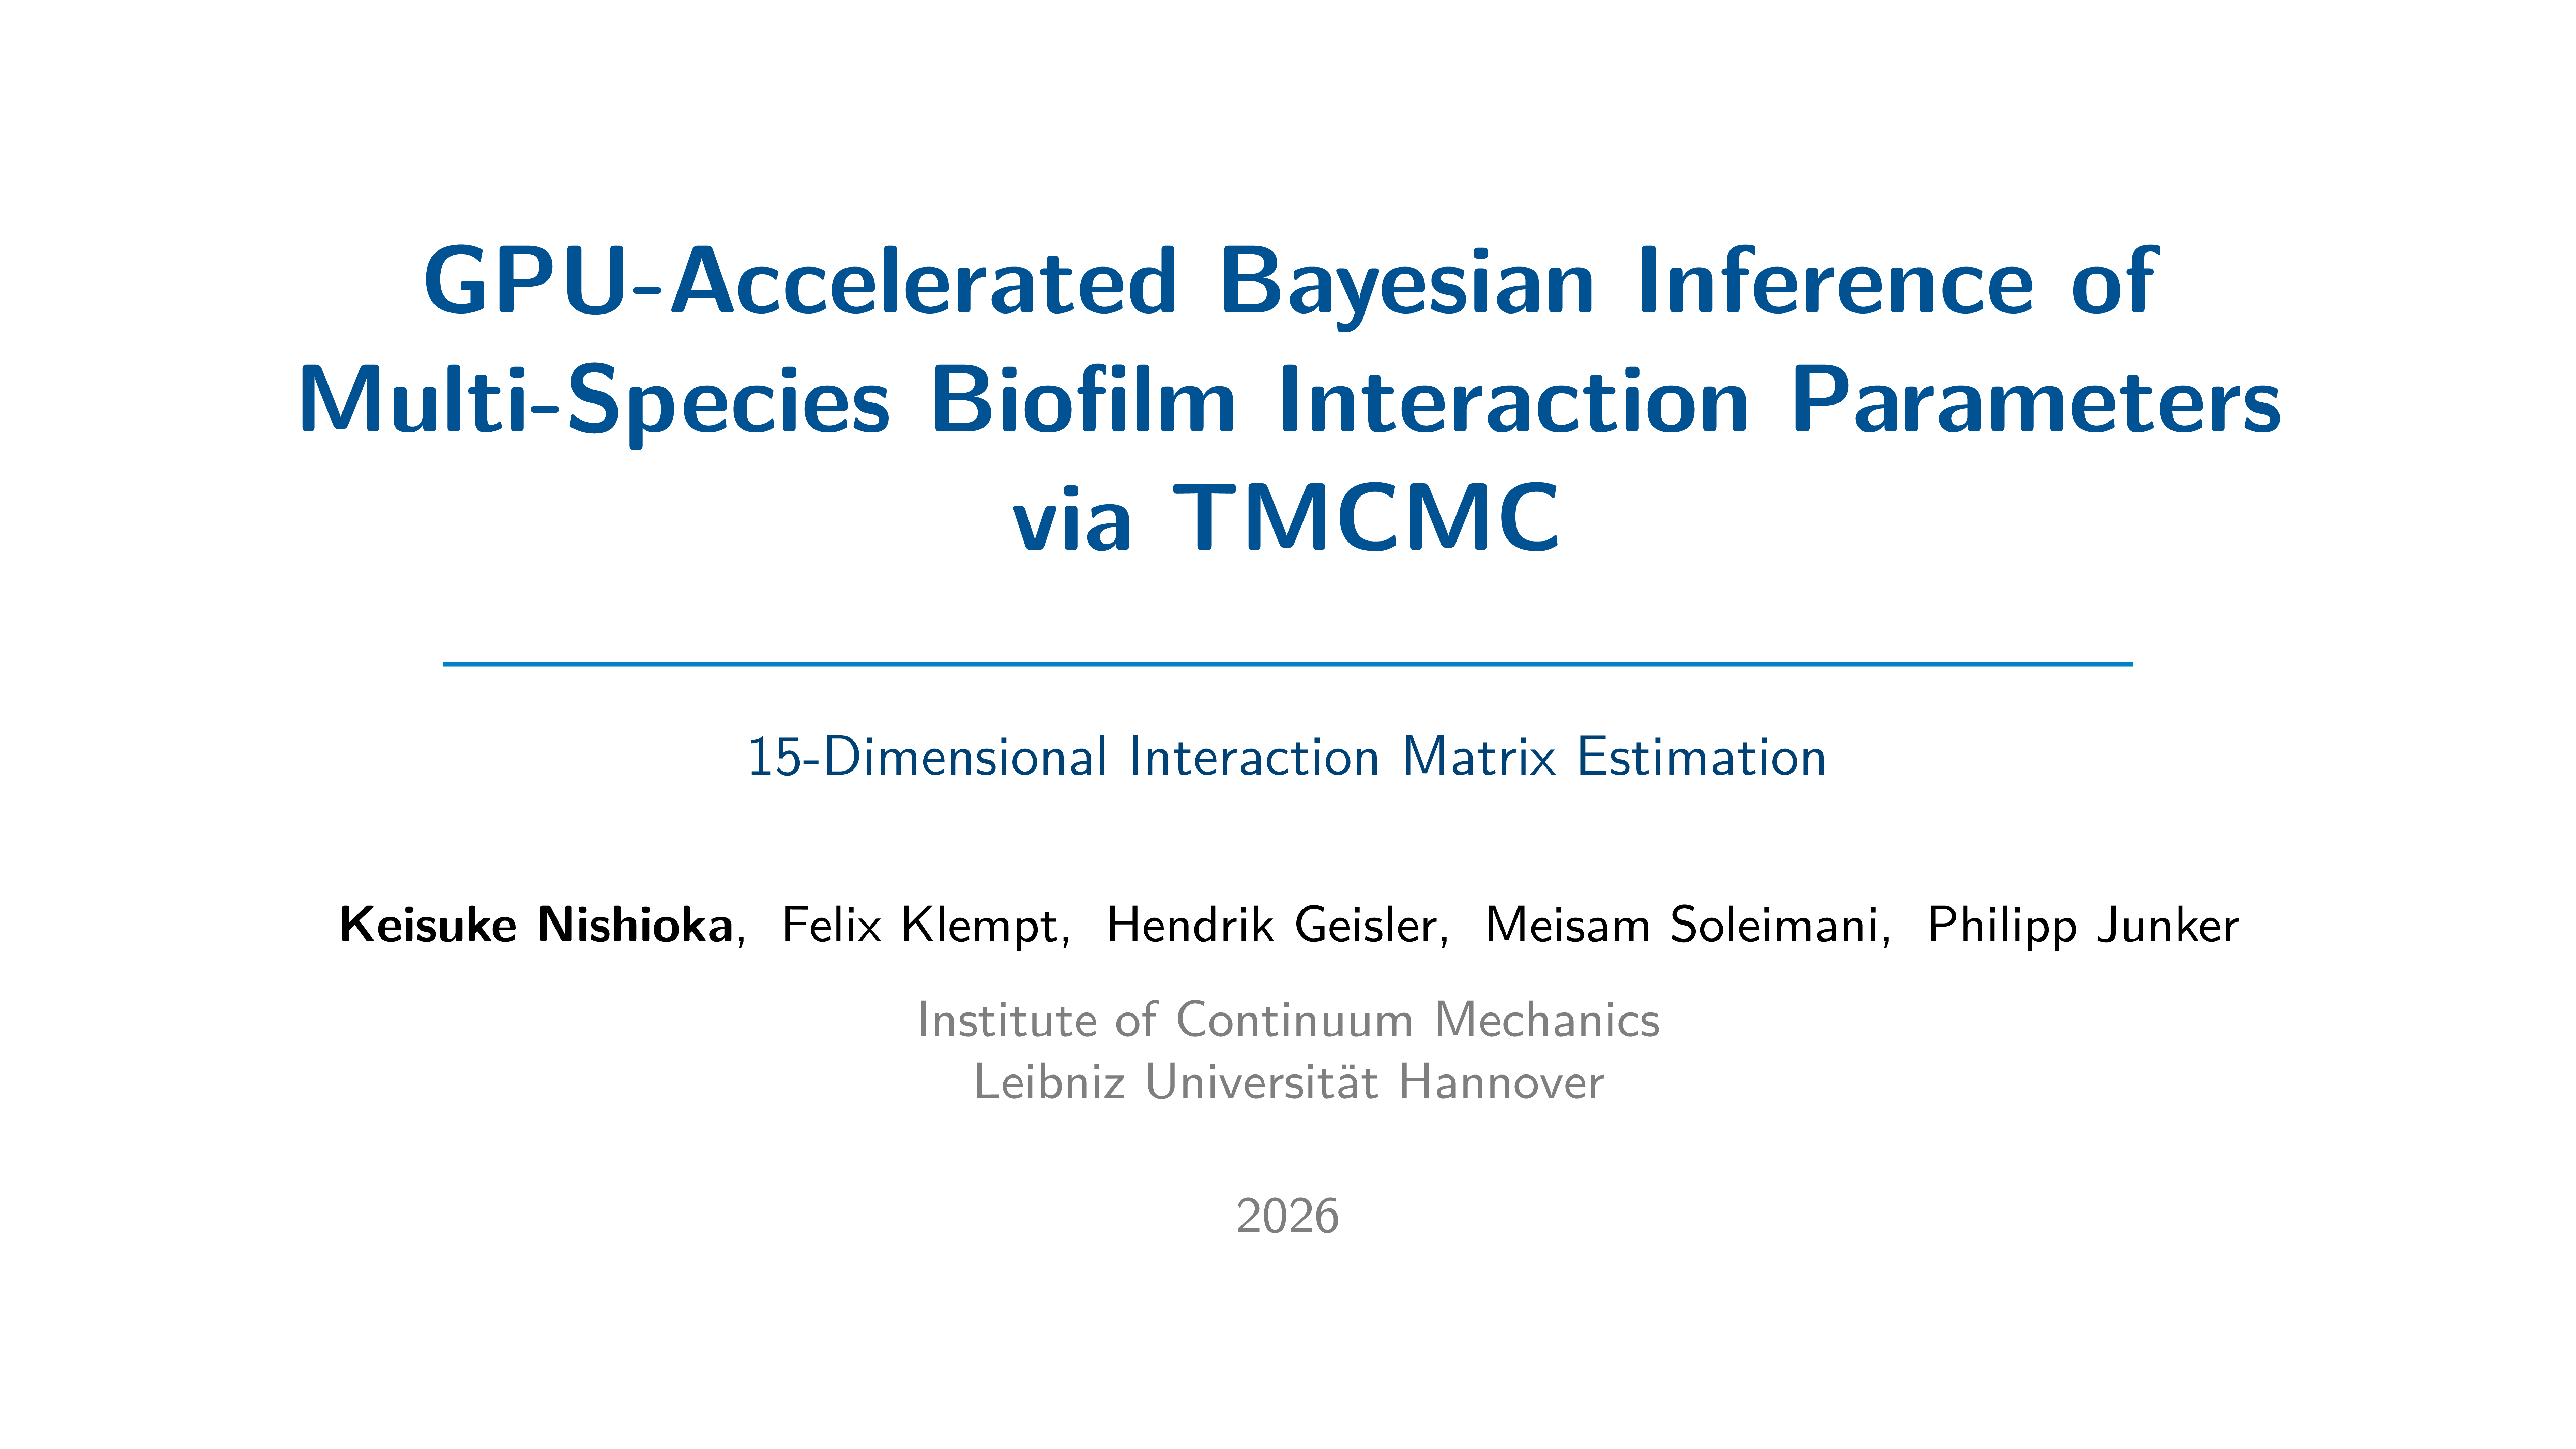 GPU-Accelerated Bayesian Inference of
Multi-Species Biofilm Interaction Parameters
via TMCMC
15-Dimensional Interaction Matrix Estimation
Keisuke Nishioka, Felix Klempt, Hendrik Geisler, Meisam Soleimani, Philipp Junker
Institute of Continuum Mechanics
Leibniz Universität Hannover
2026